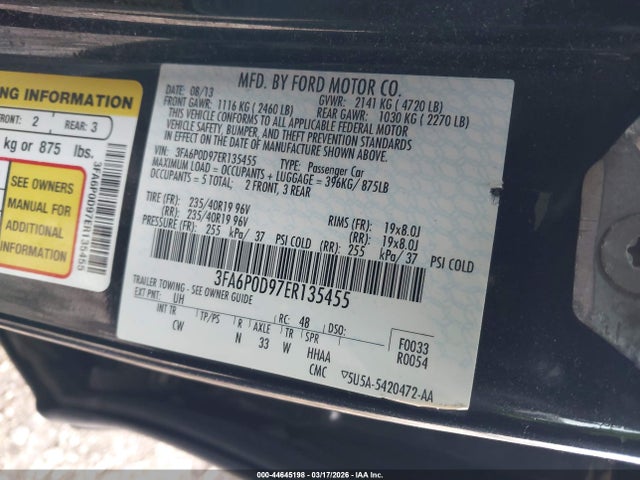 NG INFORMATION
FRONT: 2 REAR: 3
kg or 875 lbs.
SEE OWNERS
MANUAL FOR
ADDITIONAL
INFORMATION
3FA6P0D97ER135455
MFD. BY FORD MOTOR CO.
DATE: 08/13 GVWR: 2141 KG ( 4720 LB)
FRONT GAWR: 1116 KG ( 2460 LB) REAR GAWR: 1030 KG ( 2270 LB)
THIS VEHICLE CONFORMS TO ALL APPLICABLE FEDERAL MOTOR
VEHICLE SAFETY, BUMPER, AND THEFT PREVENTION STANDARDS
IN EFFECT ON THE DATE OF MANUFACTURE SHOWN ABOVE.
VIN: 3FA6P0D97ER135455 TYPE: Passenger Car
MAXIMUM LOAD = OCCUPANTS + LUGGAGE = 396KG/ 875LB
OCCUPANTS = 5 TOTAL: 2 FRONT, 3 REAR
TIRE (FR): 235/40R19 96V RIMS (FR): 19x8.0J
(RR): 235/40R19 96V (RR): 19x8.0J
PRESSURE (FR): 255 kPa/ 37 PSI COLD (RR): 255 kPa/ 37 PSI COLD
3FA6P0D97ER135455
TRAILER TOWING - SEE OWNER GUIDE
EXT PNT: UH RC: 48 DSO: F0033
INT TR TP/PS R AXLE TR SPR R0054
CW N 33 W HHAA
CMC ▽5U5A-5420472-AA
000-44645198 - 03/17/2026 - IAA Inc.